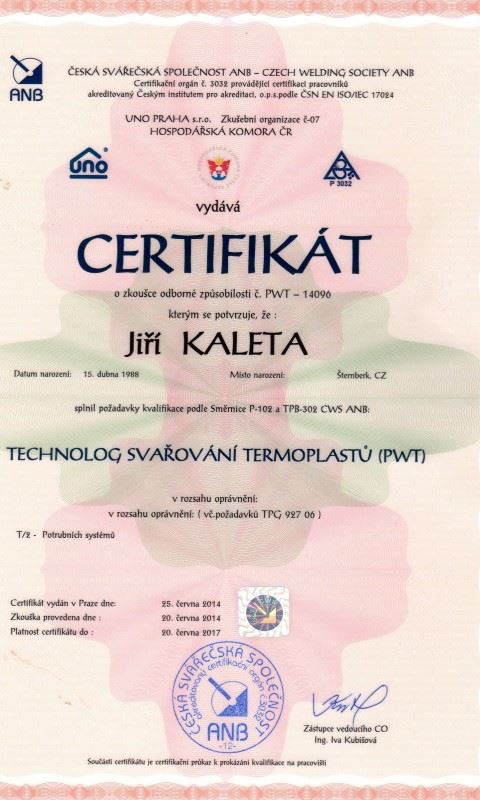 ANB
ČESKÁ SVÁŘEČSKÁ SPOLEČNOST ANB – CZECH WELDING SOCIETY ANB
Certifikační orgán č. 3032 provádějící certifikaci pracovníků
akreditovaný Českým institutem pro akreditaci, o.p.s.podle ČSN EN ISO/IEC 17024
UNO PRAHA s.r.o. Zkušební organizace č-07
HOSPODÁŘSKÁ KOMORA ČR
uno
P 3032
vydává
CERTIFIKÁT
o zkoušce odborné způsobilosti č. PWT – 14096
kterým se potvrzuje, že :
Jiří KALETA
Datum narození: 15. dubna 1988 Místo narození: Šternberk, CZ
splnil požadavky kvalifikace podle Směrnice P-102 a TPB-302 CWS ANB:
TECHNOLOG SVAŘOVÁNÍ TERMOPLASTŮ (PWT)
v rozsahu oprávnění:
v rozsahu oprávnění: ( vč.požadavků TPG 927 06 )
T/2 - Potrubních systémů
Certifikát vydán v Praze dne: 25. června 2014
Zkouška provedena dne : 20. června 2014
Platnost certifikátu do : 20. června 2017
ČESKÁ SVÁŘEČSKÁ SPOLEČNOST
akreditovaný certifikační orgán č.3032
ANB
-12-
Zástupce vedoucího CO
Ing. Iva Kubišová
Součástí certifikátu je certifikační průkaz k prokázání kvalifikace na pracovišti